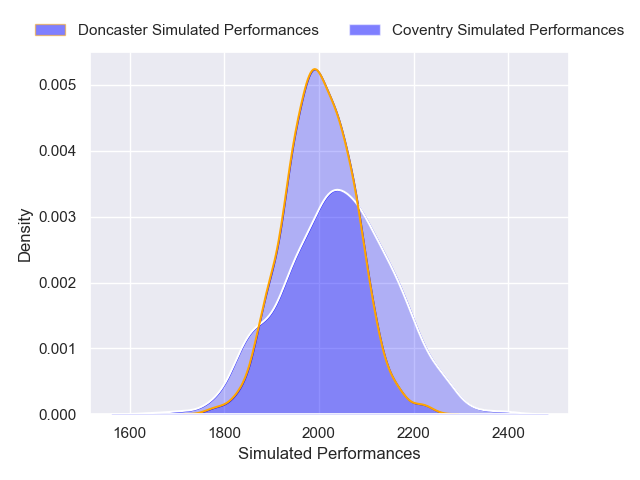 Doncaster Simulated Performances
Coventry Simulated Performances
0.005
0.004
0.003
0.002
0.001
0.000
Density
1600
1800
2000
2200
2400
Simulated Performances